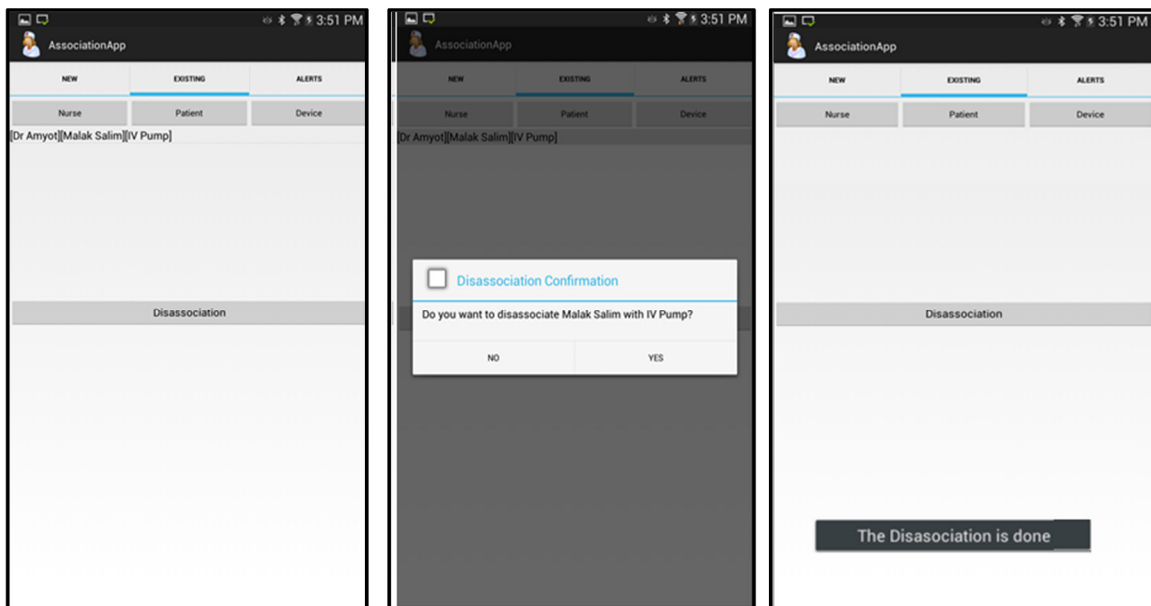 3:51 PM
AssociationApp
NEW EXISTING ALERTS
Nurse Patient Device
[Dr Amyot][Malak Salim][IV Pump]
Disassociation
3:51 PM
AssociationApp
NEW EXISTING ALERTS
Nurse Patient Device
[Dr Amyot][Malak Salim][IV Pump]
Disassociation Confirmation
Do you want to disassociate Malak Salim with IV Pump?
NO YES
3:51 PM
AssociationApp
NEW EXISTING ALERTS
Nurse Patient Device
Disassociation
The Disasociation is done